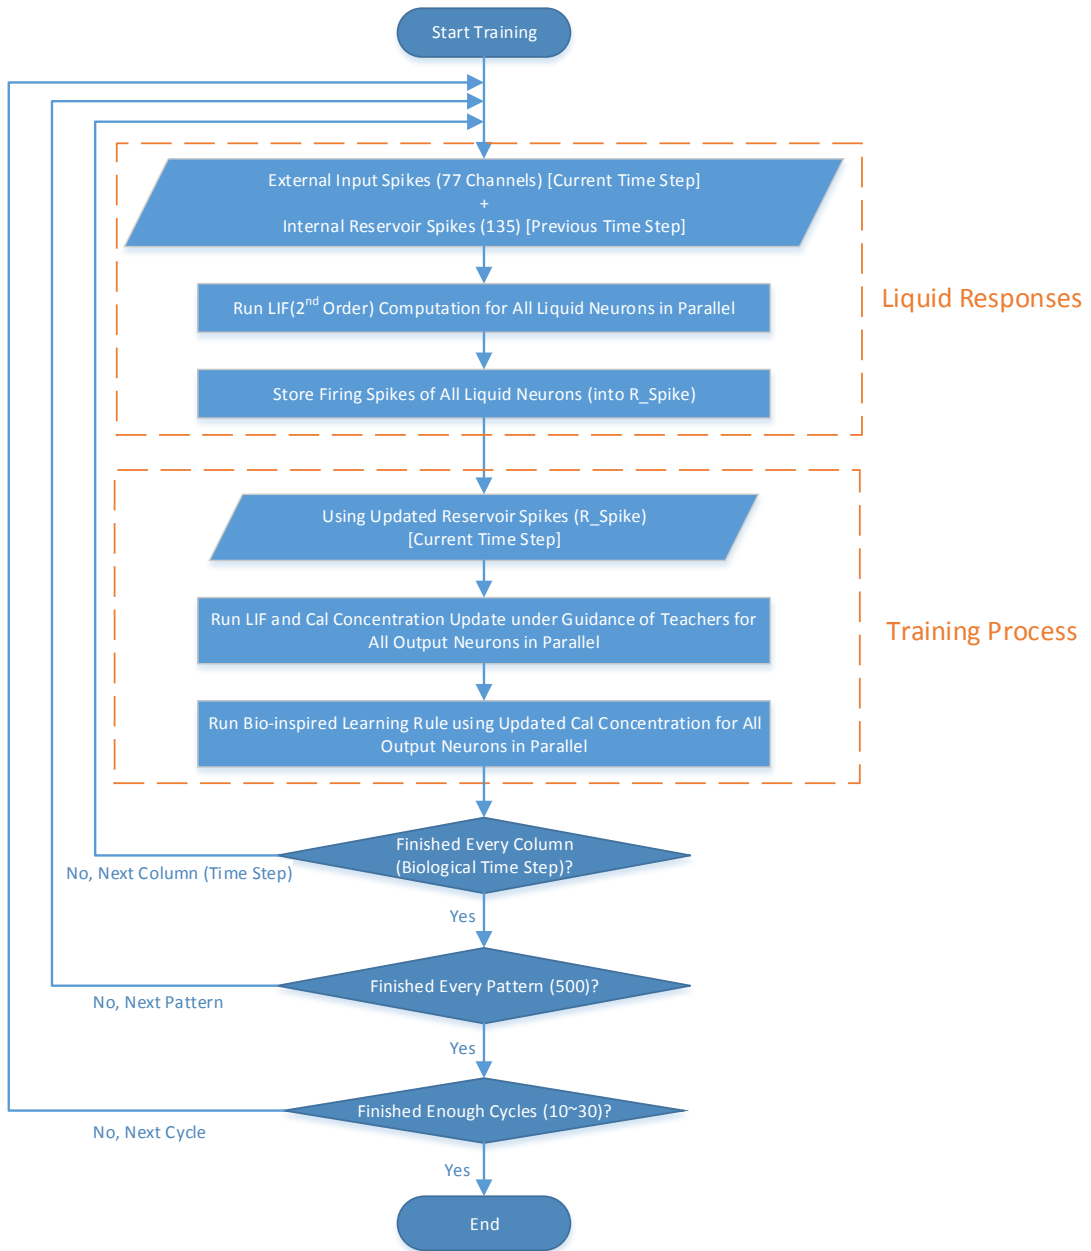 Start Training
External Input Spikes (77 Channels) [Current Time Step]
+
Internal Reservoir Spikes (135) [Previous Time Step]
Run LIF(2nd Order) Computation for All Liquid Neurons in Parallel
Liquid Responses
Store Firing Spikes of All Liquid Neurons (into R_Spike)
Using Updated Reservoir Spikes (R_Spike)
[Current Time Step]
Run LIF and Cal Concentration Update under Guidance of Teachers for
All Output Neurons in Parallel
Training Process
Run Bio-inspired Learning Rule using Updated Cal Concentration for All
Output Neurons in Parallel
Finished Every Column
(Biological Time Step)?
No, Next Column (Time Step)
Yes
Finished Every Pattern (500)?
No, Next Pattern
Yes
Finished Enough Cycles (10~30)?
No, Next Cycle
Yes
End